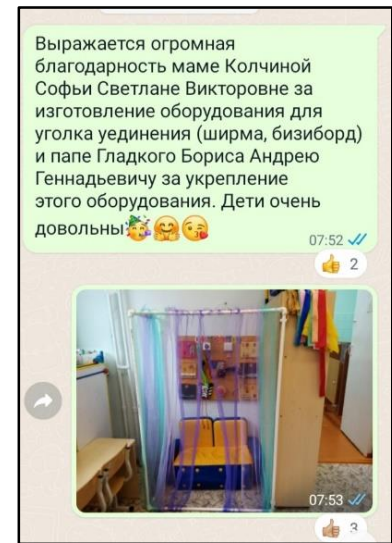 Выражается огромная
благодарность маме Колчиной
Софьи Светлане Викторовне за
изготовление оборудования для
уголка уединения (ширма, бизиборд)
и папе Гладкого Бориса Андрею
Геннадьевичу за укрепление
этого оборудования. Дети очень
довольны🥳🤗😘
07:52
👍 2
07:53
👍 3